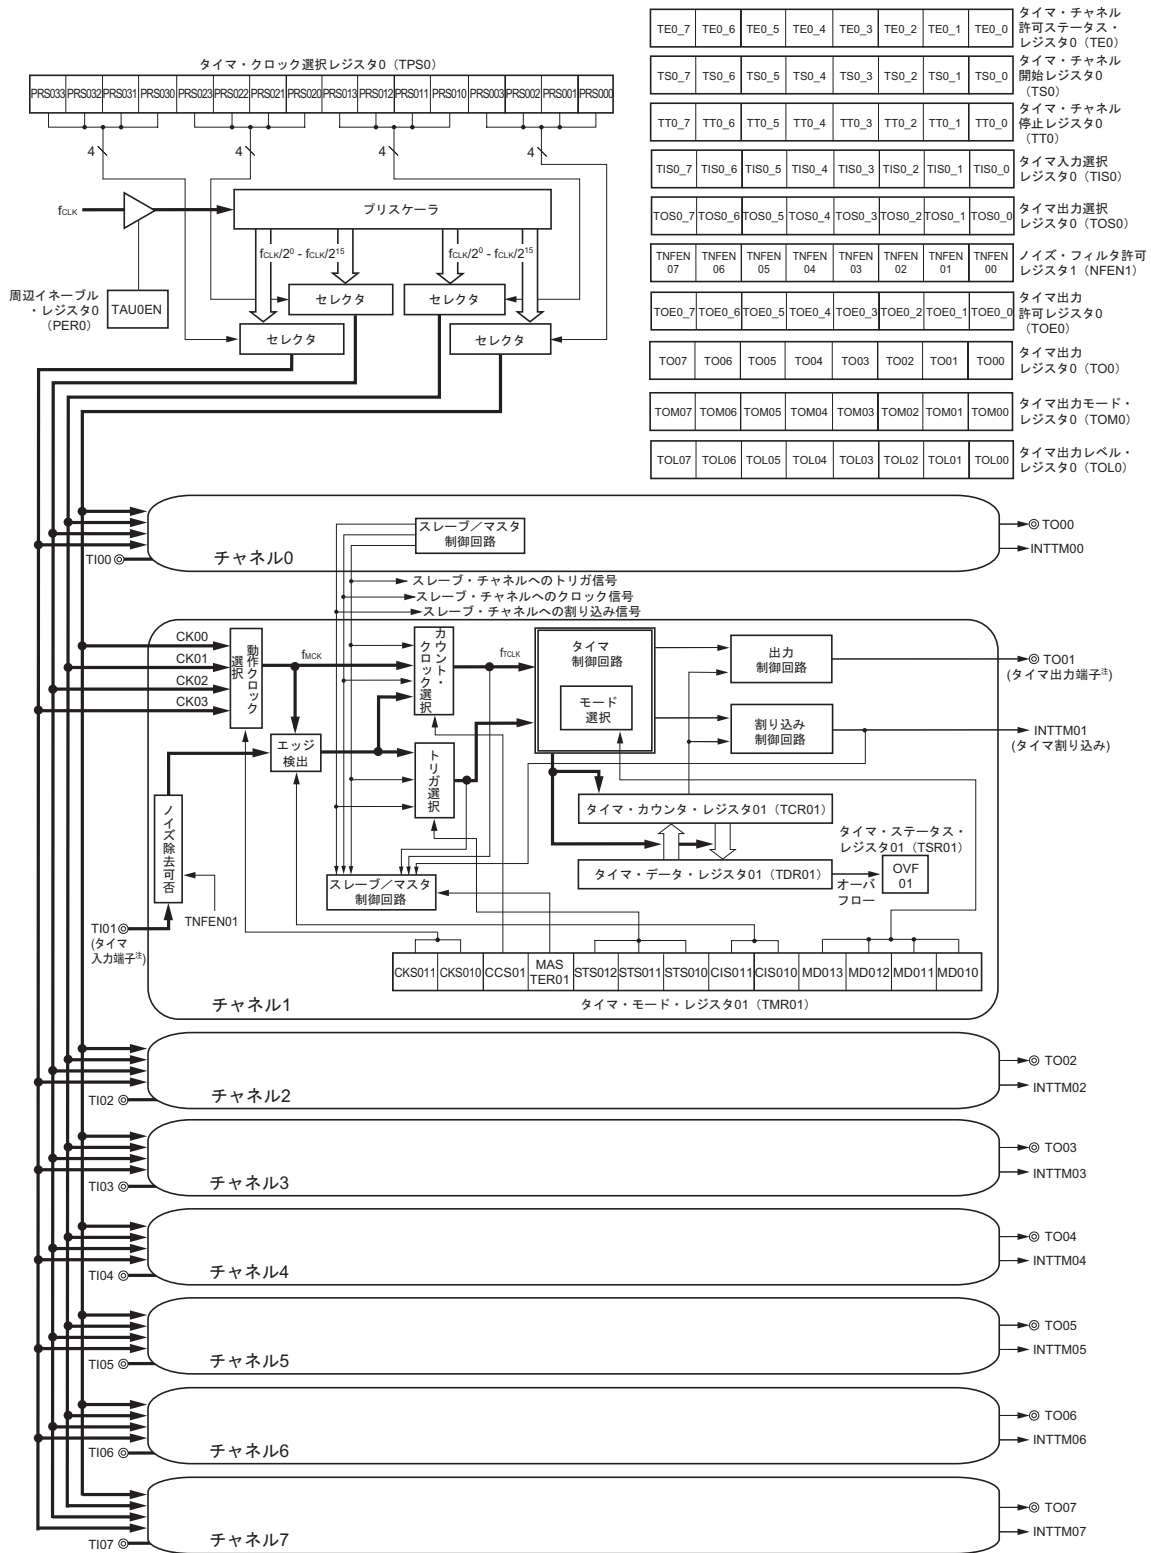 タイマ・クロック選択レジスタ0（TPS0）
PRS033 PRS032 PRS031 PRS030 PRS023 PRS022 PRS021 PRS020 PRS013 PRS012 PRS011 PRS010 PRS003 PRS002 PRS001 PRS000
4 4 4 4
fCLK
プリスケーラ
fCLK/2⁰ - fCLK/2¹⁵ fCLK/2⁰ - fCLK/2¹⁵
周辺イネーブル
・レジスタ0
（PER0）
TAU0EN
セレクタ セレクタ
セレクタ セレクタ
TE0_7 TE0_6 TE0_5 TE0_4 TE0_3 TE0_2 TE0_1 TE0_0
タイマ・チャネル
許可ステータス・
レジスタ0（TE0）
TS0_7 TS0_6 TS0_5 TS0_4 TS0_3 TS0_2 TS0_1 TS0_0
タイマ・チャネル
開始レジスタ0
（TS0）
TT0_7 TT0_6 TT0_5 TT0_4 TT0_3 TT0_2 TT0_1 TT0_0
タイマ・チャネル
停止レジスタ0
（TT0）
TIS0_7 TIS0_6 TIS0_5 TIS0_4 TIS0_3 TIS0_2 TIS0_1 TIS0_0
タイマ入力選択
レジスタ0（TIS0）
TOS0_7 TOS0_6 TOS0_5 TOS0_4 TOS0_3 TOS0_2 TOS0_1 TOS0_0
タイマ出力選択
レジスタ0（TOS0）
TNFEN TNFEN TNFEN TNFEN TNFEN TNFEN TNFEN TNFEN
07 06 05 04 03 02 01 00
ノイズ・フィルタ許可
レジスタ1（NFEN1）
TOE0_7 TOE0_6 TOE0_5 TOE0_4 TOE0_3 TOE0_2 TOE0_1 TOE0_0
タイマ出力
許可レジスタ0
（TOE0）
TO07 TO06 TO05 TO04 TO03 TO02 TO01 TO00
タイマ出力
レジスタ0（TO0）
TOM07 TOM06 TOM05 TOM04 TOM03 TOM02 TOM01 TOM00
タイマ出力モード・
レジスタ0（TOM0）
TOL07 TOL06 TOL05 TOL04 TOL03 TOL02 TOL01 TOL00
タイマ出力レベル・
レジスタ0（TOL0）
スレーブ／マスタ
制御回路
TO00
INTTM00
TI00
チャネル0
スレーブ・チャネルへのトリガ信号
スレーブ・チャネルへのクロック信号
スレーブ・チャネルへの割り込み信号
CK00
CK01
CK02
CK03
動作クロック
選択
fMCK
カウント・
クロック選択
fTCLK
タイマ
制御回路
モード
選択
出力
制御回路
TO01
(タイマ出力端子注)
割り込み
制御回路
INTTM01
(タイマ割り込み)
エッジ
検出
トリガ選択
ノイズ除去可否
TNFEN01
TI01
(タイマ
入力端子注)
タイマ・カウンタ・レジスタ01（TCR01）
タイマ・データ・レジスタ01（TDR01）
タイマ・ステータス・
レジスタ01（TSR01）
オーバ
フロー
OVF
01
スレーブ／マスタ
制御回路
CKS011 CKS010 CCS01 MAS
TER01 STS012 STS011 STS010 CIS011 CIS010 MD013 MD012 MD011 MD010
タイマ・モード・レジスタ01（TMR01）
チャネル1
TO02
INTTM02
TI02
チャネル2
TO03
INTTM03
TI03
チャネル3
TO04
INTTM04
TI04
チャネル4
TO05
INTTM05
TI05
チャネル5
TO06
INTTM06
TI06
チャネル6
TO07
INTTM07
TI07
チャネル7